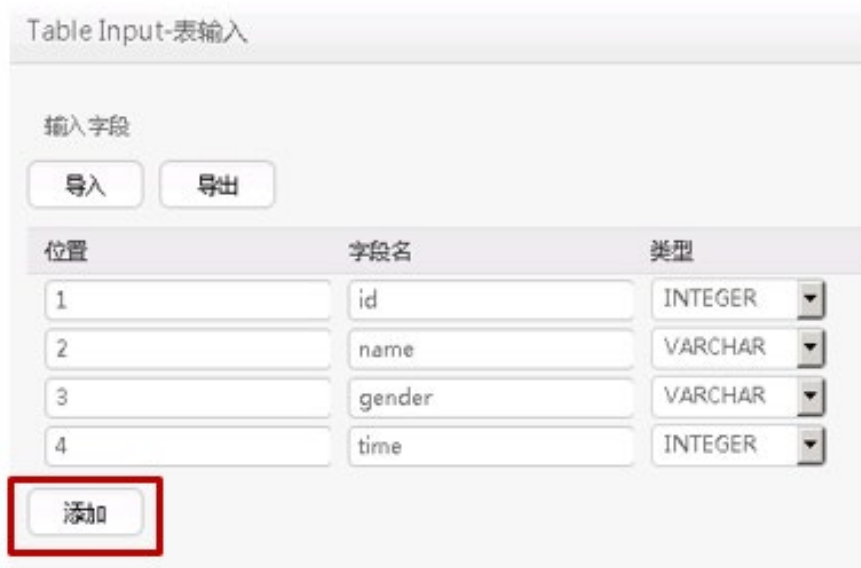 Table Input-表输入
输入字段
导入 导出
位置 字段名 类型
1 id INTEGER
2 name VARCHAR
3 gender VARCHAR
4 time INTEGER
添加